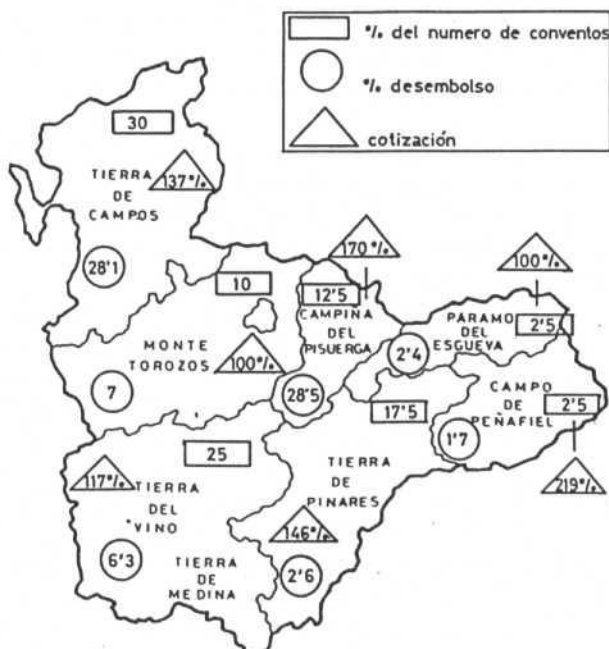 °/. del numero de conventos
°/. desembolso
cotización
30
TIERRA
DE
CAMPOS
137°/.
28'1
10
MONTE
TOROZOS
100°/.
7
170°/.
12'5
CAMPIÑA
DEL
PISUERGA
28'5
100°/.
PARAMO
DEL
ESGUEVA
2'5
2'4
CAMPO
DE
PEÑAFIEL
2'5
1'7
219°/.
17'5
TIERRA
DE
PINARES
146°/.
2'6
25
117°/.
TIERRA
DEL
VINO
6'3
TIERRA
DE
MEDINA